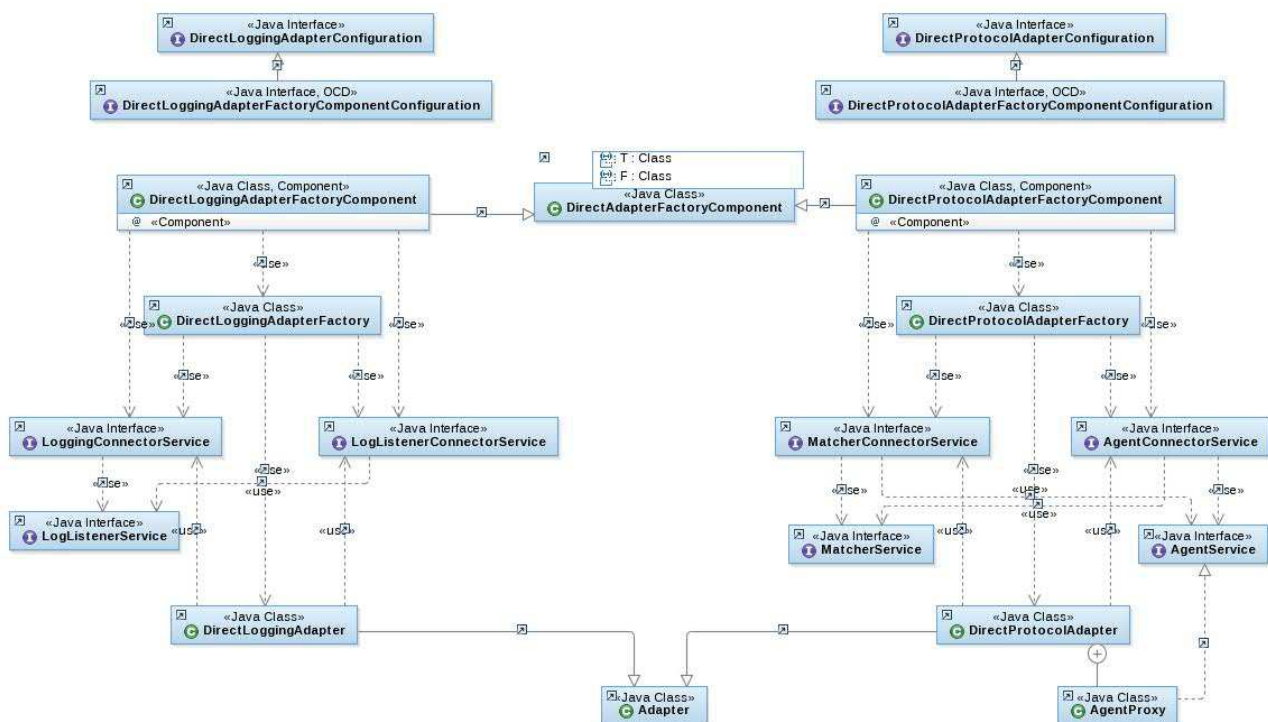 «Java Interface»
DirectLoggingAdapterConfiguration
«Java Interface»
DirectProtocolAdapterConfiguration
«Java Interface, OCD»
DirectLoggingAdapterFactoryComponentConfiguration
«Java Interface, OCD»
DirectProtocolAdapterFactoryComponentConfiguration
T : Class
F : Class
«Java Class, Component»
DirectLoggingAdapterFactoryComponent
@ «Component»
«Java Class»
DirectAdapterFactoryComponent
«Java Class, Component»
DirectProtocolAdapterFactoryComponent
@ «Component»
«Java Class»
DirectLoggingAdapterFactory
«Java Class»
DirectProtocolAdapterFactory
«Java Interface»
LoggingConnectorService
«Java Interface»
LogListenerConnectorService
«Java Interface»
MatcherConnectorService
«Java Interface»
AgentConnectorService
«use»
«use»
«use»
«use»
«use»
«use»
«Java Interface»
LogListenerService
«Java Interface»
MatcherService
«Java Interface»
AgentService
«Java Class»
DirectLoggingAdapter
«Java Class»
DirectProtocolAdapter
«Java Class»
Adapter
«Java Class»
AgentProxy